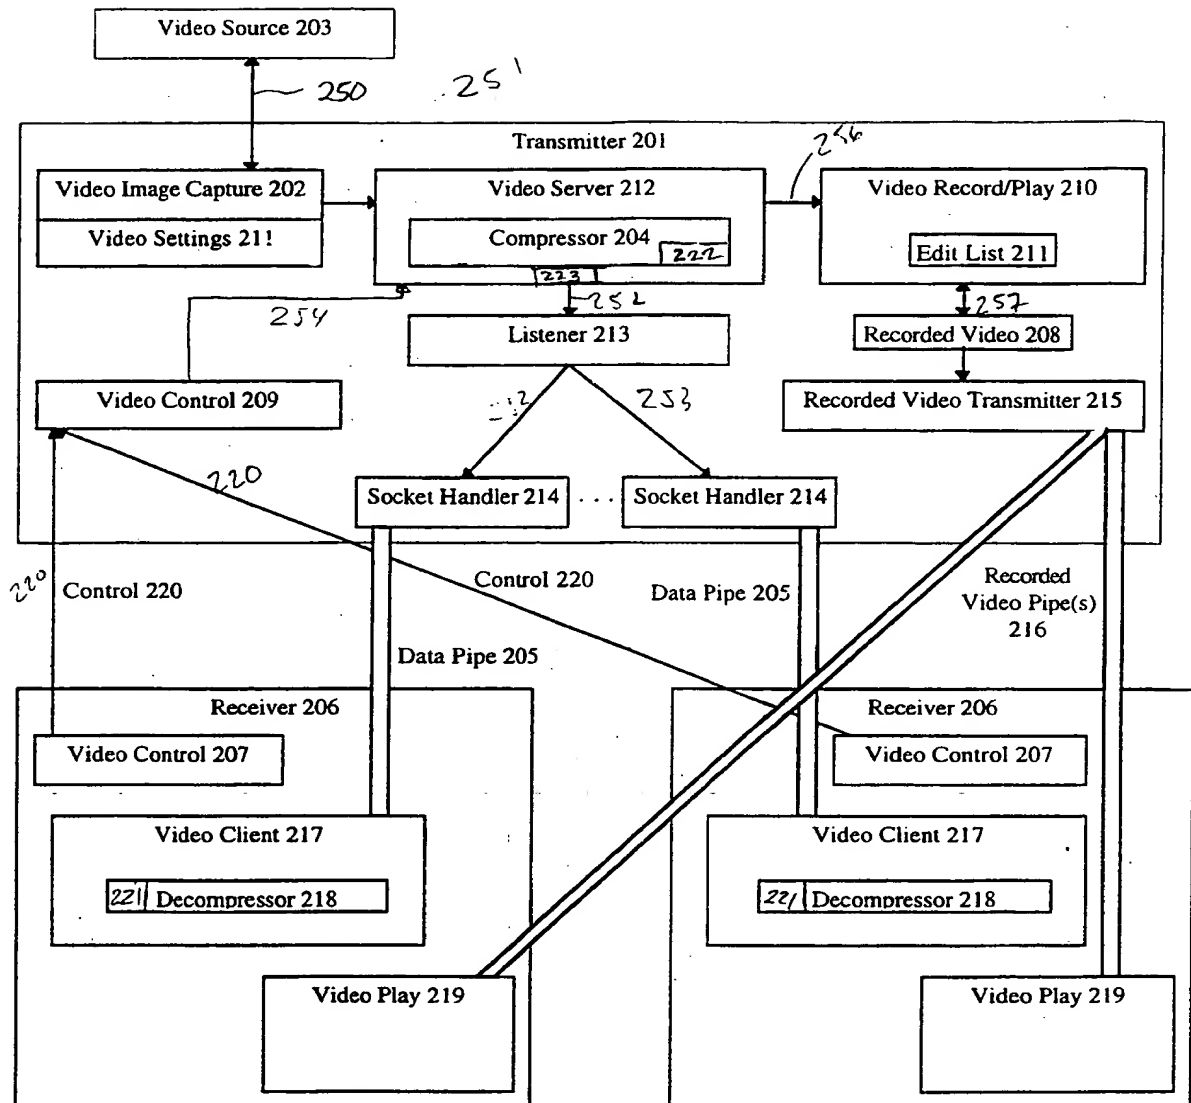 Video Source 203
250
251
Transmitter 201
256
Video Image Capture 202
Video Server 212
Video Record/Play 210
Video Settings 211
Compressor 204
222
Edit List 211
223
252
257
254
Listener 213
Recorded Video 208
253
Video Control 209
Recorded Video Transmitter 215
220
Socket Handler 214
...
Socket Handler 214
220
Control 220
Control 220
Data Pipe 205
Recorded
Video Pipe(s)
216
Data Pipe 205
Receiver 206
Receiver 206
Video Control 207
Video Control 207
Video Client 217
Video Client 217
221
Decompressor 218
221
Decompressor 218
Video Play 219
Video Play 219